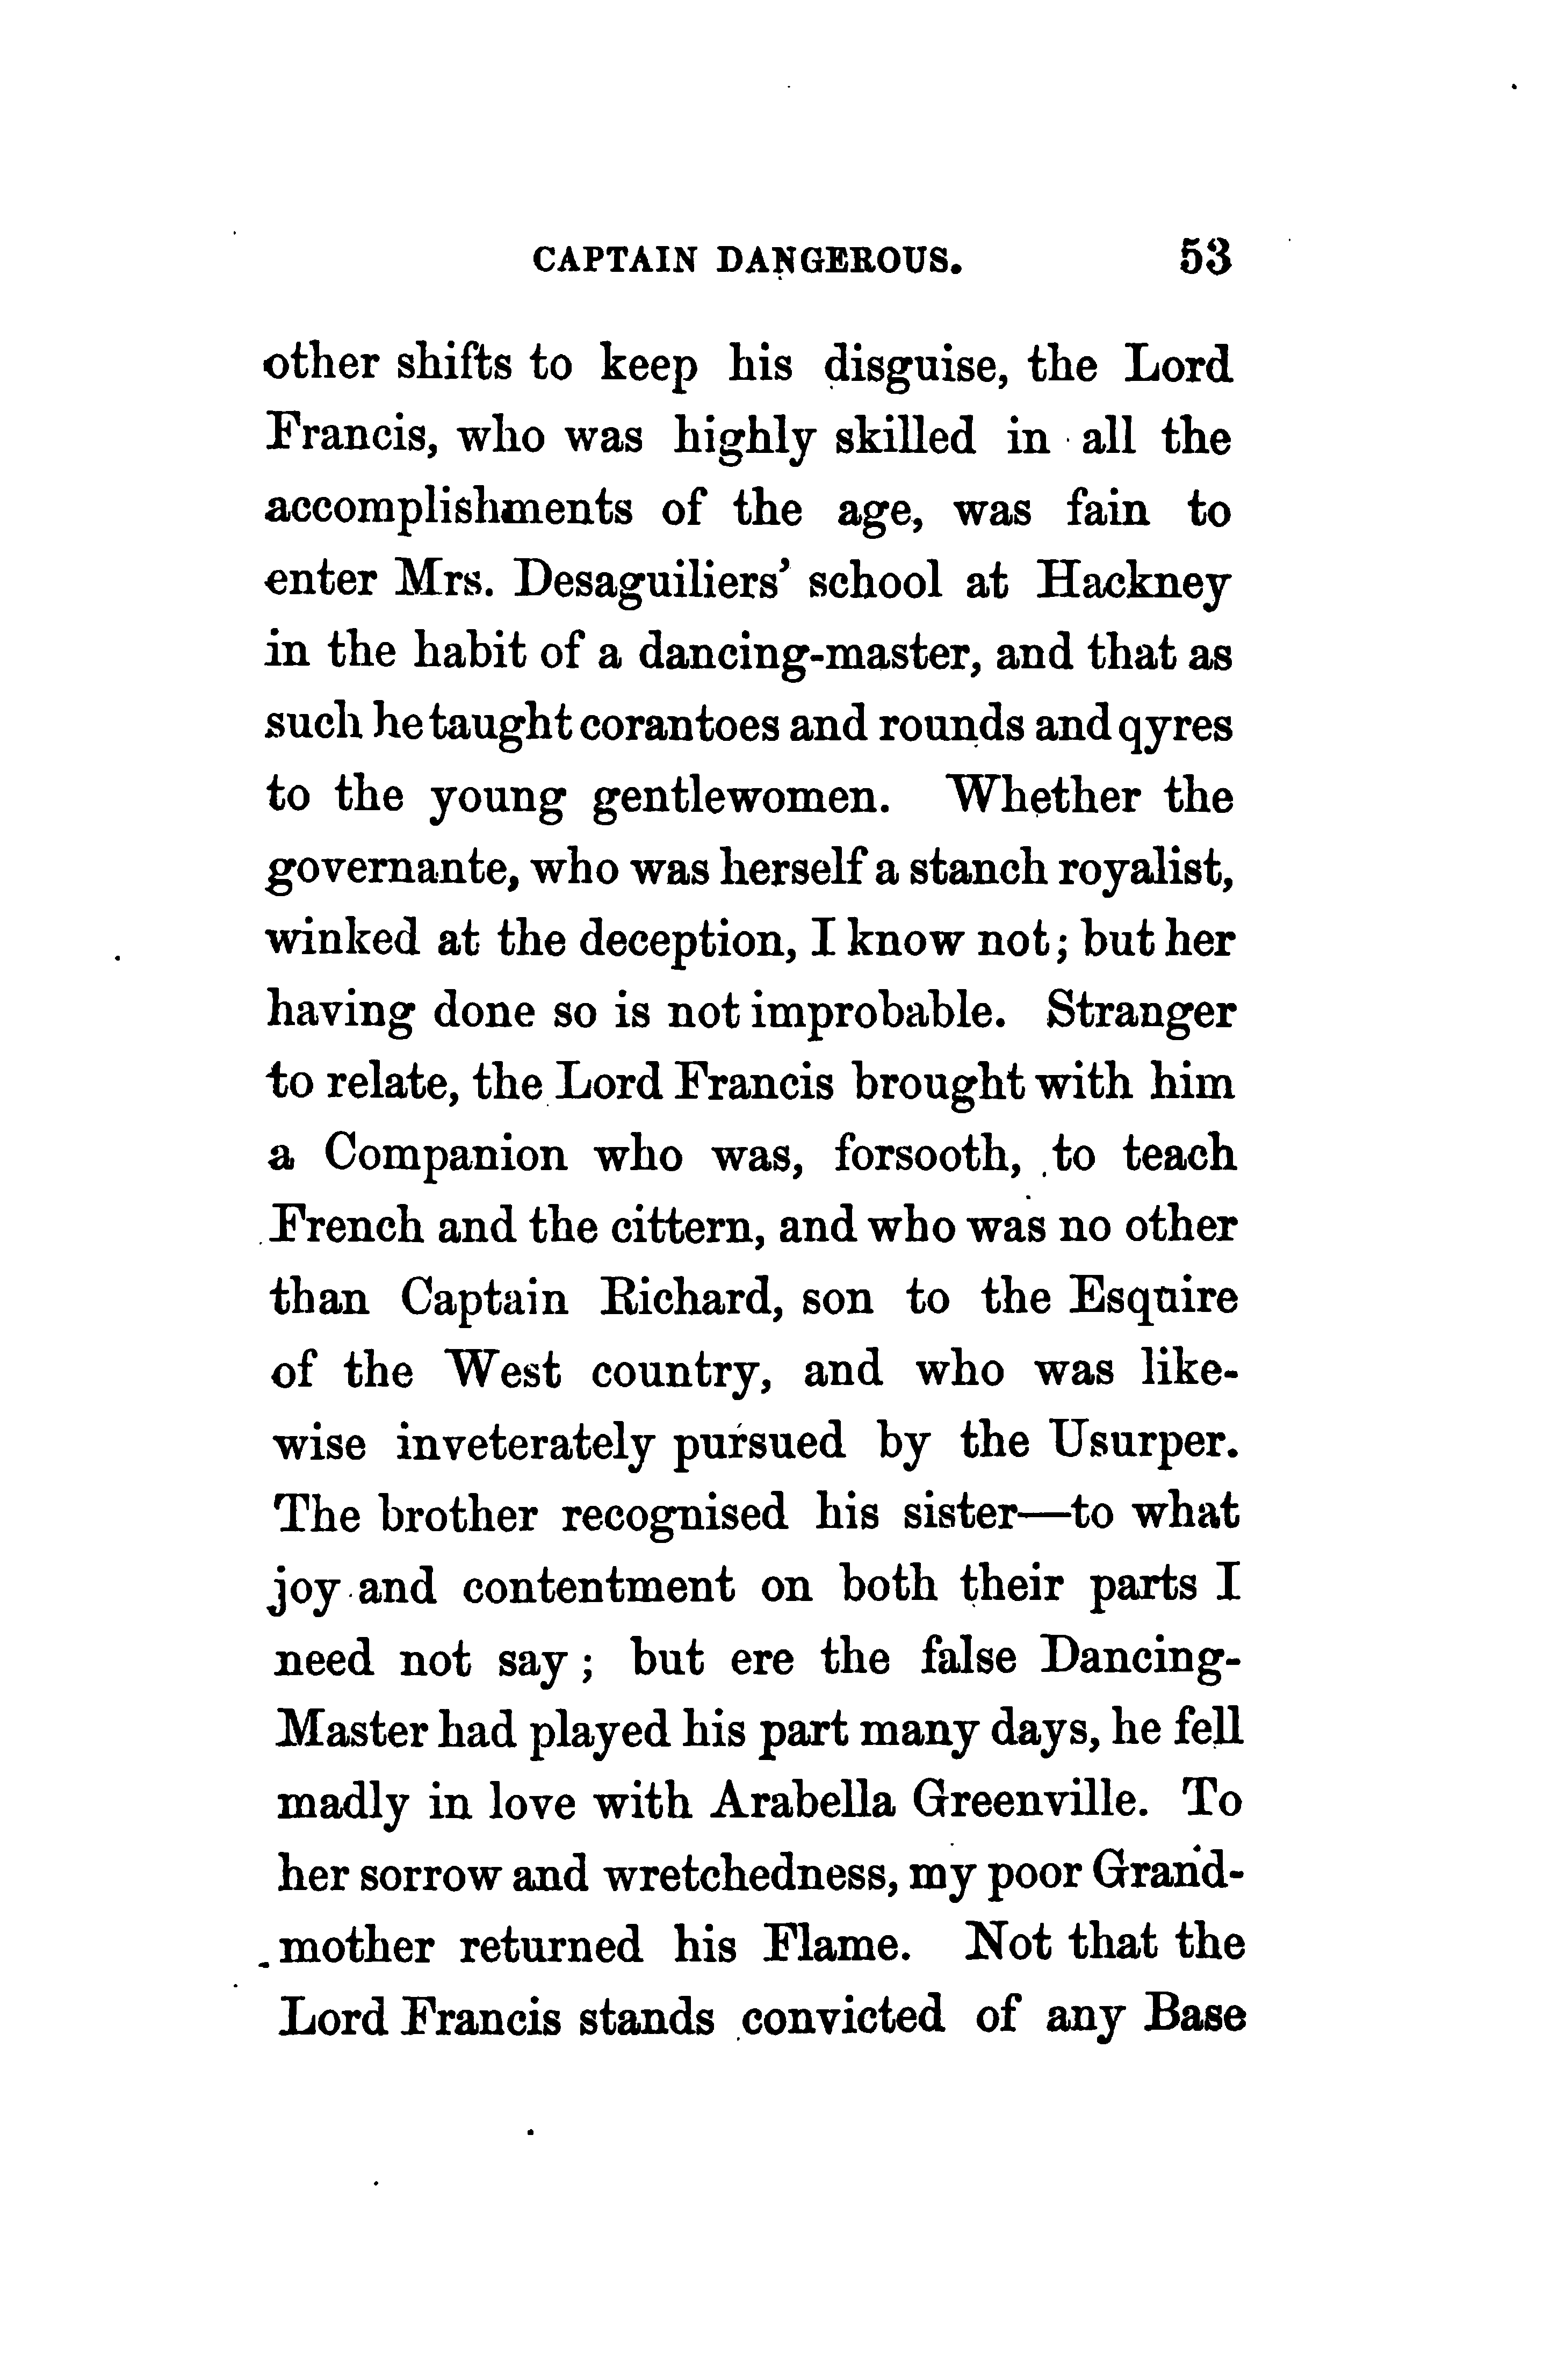 CAPTAIN DANGEROUS. 53
other shifts to keep his disguise, the Lord
Francis, who was highly skilled in all the
accomplishments of the age, was fain to
enter Mrs. Desaguiliers’ school at Hackney
in the habit of a dancing-master, and that as
such he taught corantoes and rounds and qyres
to the young gentlewomen. Whether the
governante, who was herself a stanch royalist,
winked at the deception, I know not; but her
having done so is not improbable. Stranger
to relate, the Lord Francis brought with him
a Companion who was, forsooth, to teach
French and the cittern, and who was no other
than Captain Richard, son to the Esquire
of the West country, and who was like-
wise inveterately pursued by the Usurper.
The brother recognised his sister—to what
joy and contentment on both their parts I
need not say; but ere the false Dancing-
Master had played his part many days, he fell
madly in love with Arabella Greenville. To
her sorrow and wretchedness, my poor Grand-
mother returned his Flame. Not that the
Lord Francis stands convicted of any Base